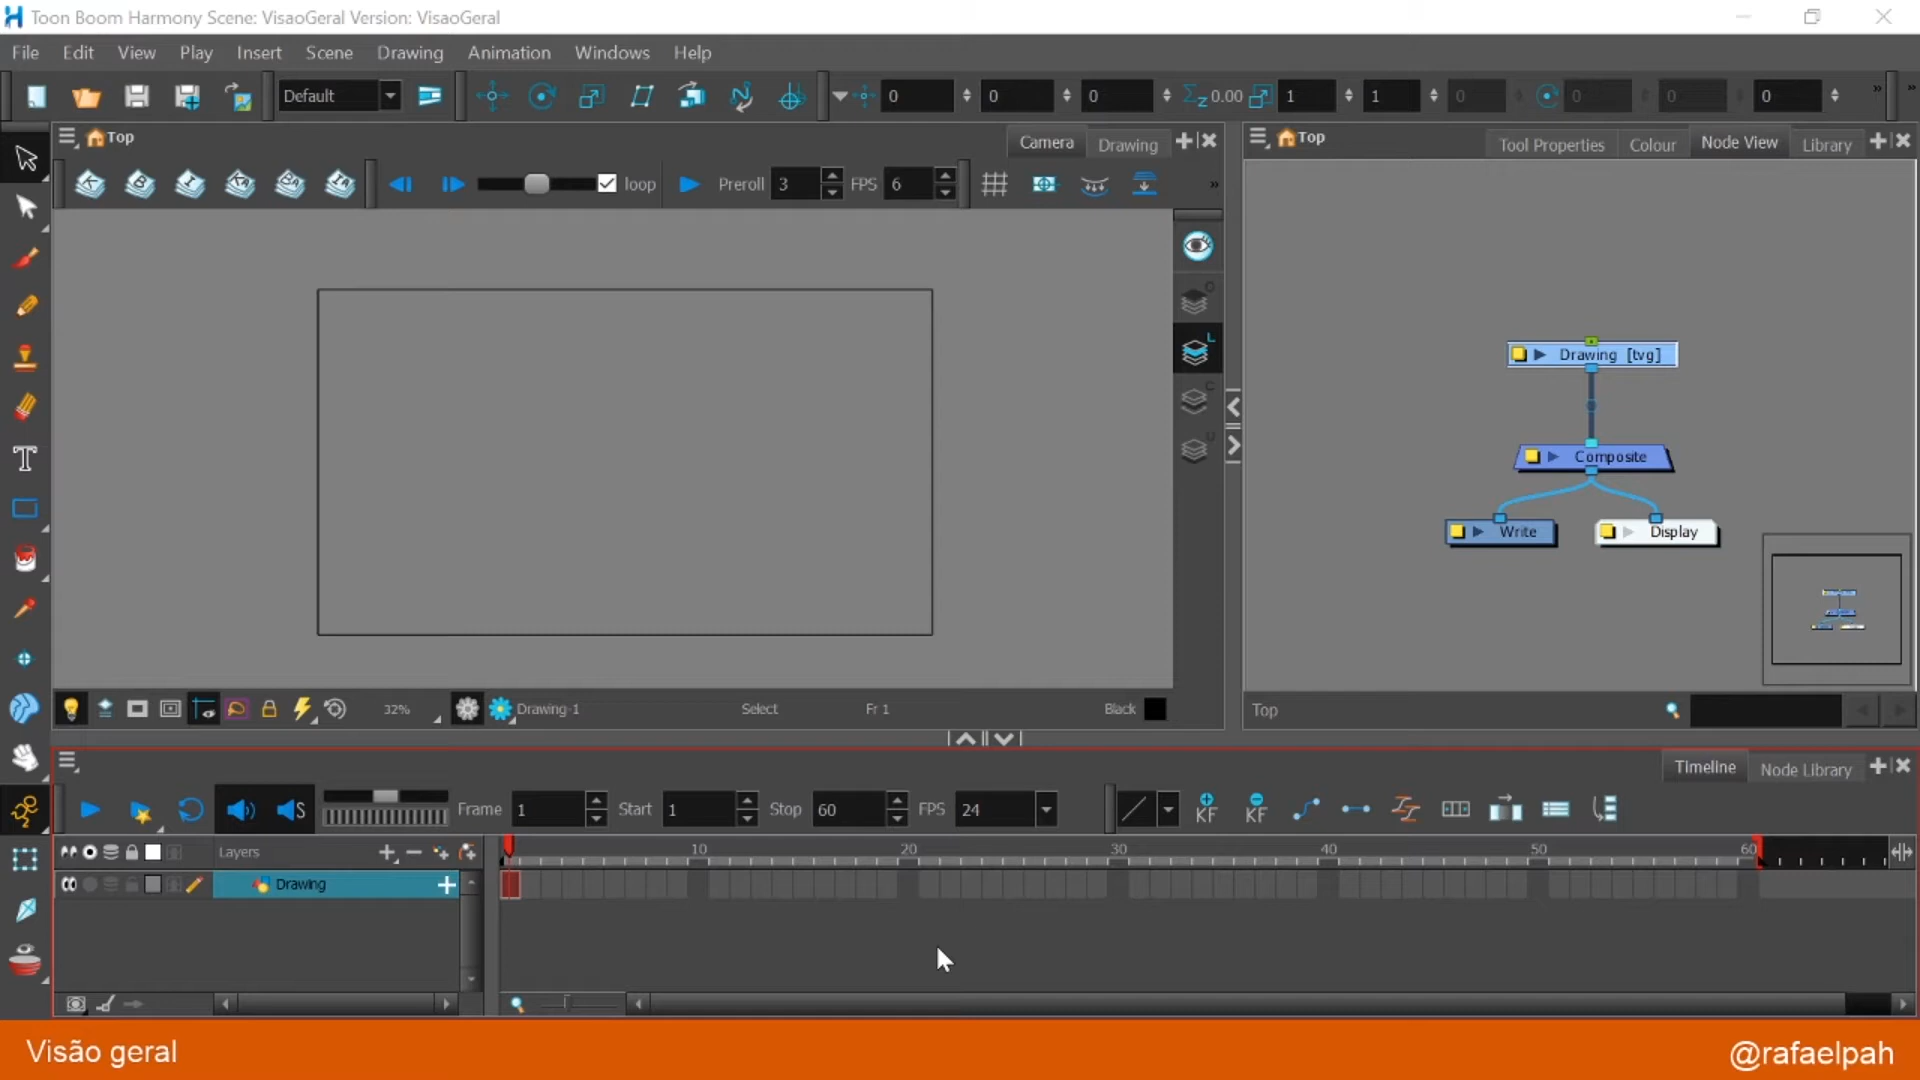 Toon Boom Harmony Scene: VisaoGeral Version: VisaoGeral
File Edit View Play Insert Scene Drawing Animation Windows Help
Default 0 0 0 0.00 1 1 0 0 0 0
Top Camera Drawing
loop Preroll 3 FPS 6
Top Tool Properties Colour Node View Library
Drawing [tvg]
Composite
Write Display
32% Drawing-1 Select Fr 1 Black
Top
Timeline Node Library
Frame 1 Start 1 Stop 60 FPS 24 KF KF
Layers 10 20 30 40 50 60
Drawing
Visão geral
@rafaelpah